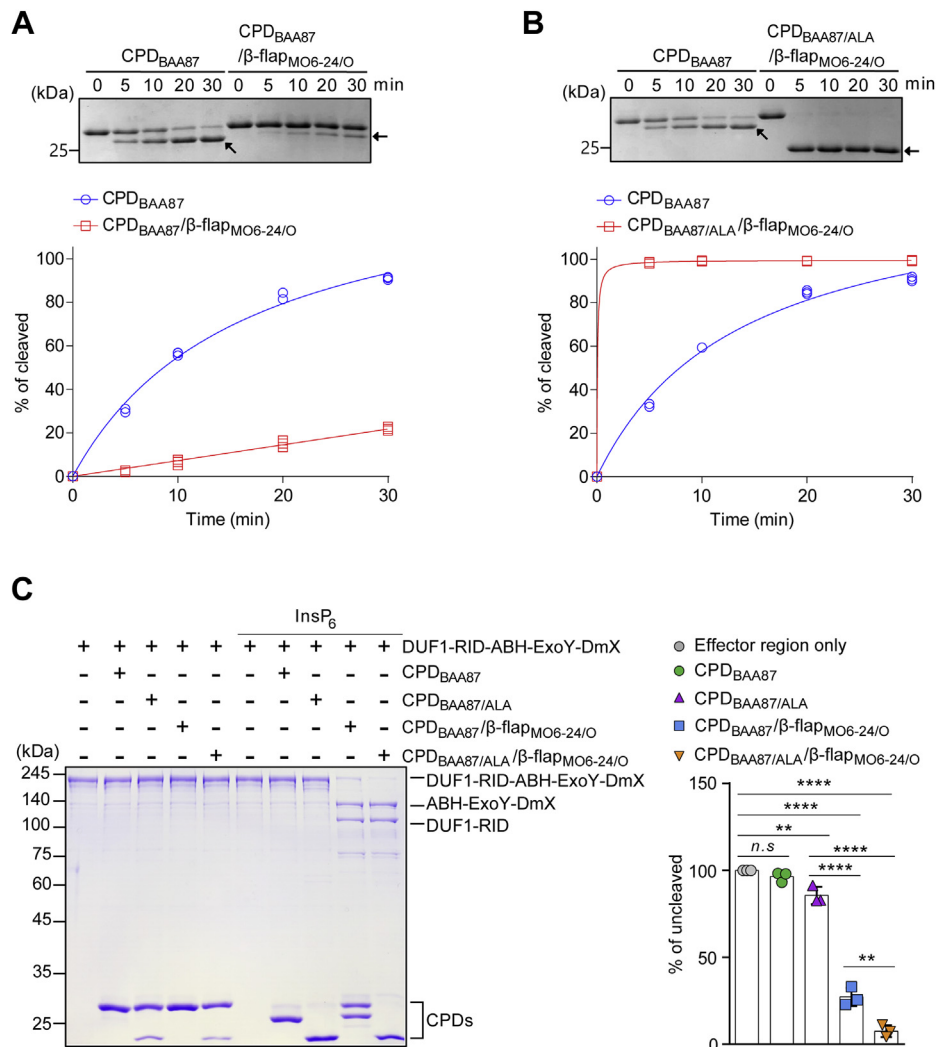 A
CPD_BAA87
CPD_BAA87
/β-flap_MO6-24/O
0 5 10 20 30 0 5 10 20 30 min
(kDa)
25
CPD_BAA87
CPD_BAA87/β-flap_MO6-24/O
100
80
60
40
20
0
% of cleaved
0 10 20 30
Time (min)
B
CPD_BAA87
CPD_BAA87/ALA
/β-flap_MO6-24/O
0 5 10 20 30 0 5 10 20 30 min
(kDa)
25
CPD_BAA87
CPD_BAA87/ALA/β-flap_MO6-24/O
100
80
60
40
20
0
% of cleaved
0 10 20 30
Time (min)
C
InsP6
+ + + + + + + + + + DUF1-RID-ABH-ExoY-DmX
- + - - - - + - - - CPD_BAA87
- - + - - - - + - - CPD_BAA87/ALA
- - - + - - - - + - CPD_BAA87/β-flap_MO6-24/O
- - - - + - - - - + CPD_BAA87/ALA/β-flap_MO6-24/O
(kDa)
245
140
100
75
60
45
35
25
DUF1-RID-ABH-ExoY-DmX
ABH-ExoY-DmX
DUF1-RID
CPDs
Effector region only
CPD_BAA87
CPD_BAA87/ALA
CPD_BAA87/β-flap_MO6-24/O
CPD_BAA87/ALA/β-flap_MO6-24/O
150
100
50
0
% of uncleaved
****
****
**
****
n.s
****
**